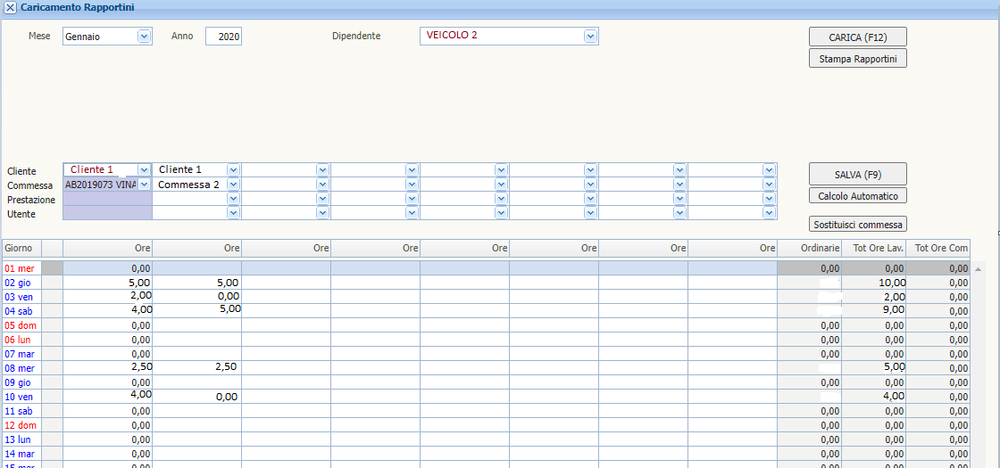 Caricamento Rapportini
Mese Gennaio Anno 2020 Dipendente VEICOLO 2 CARICA (F12)
Stampa Rapportini
Cliente Cliente 1 Cliente 1 SALVA (F9)
Commessa AB2019073 VINA Commessa 2
Prestazione Calcolo Automatico
Utente
Sostituisci commessa
Giorno Ore Ore Ore Ore Ore Ore Ore Ore Ordinarie Tot Ore Lav. Tot Ore Com
01 mer 0,00 0,00 0,00 0,00
02 gio 5,00 5,00 10,00 0,00
03 ven 2,00 0,00 2,00 0,00
04 sab 4,00 5,00 9,00 0,00
05 dom 0,00 0,00 0,00 0,00
06 lun 0,00 0,00 0,00 0,00
07 mar 0,00 0,00 0,00 0,00
08 mer 2,50 2,50 5,00 0,00
09 gio 0,00 0,00 0,00 0,00
10 ven 4,00 0,00 4,00 0,00
11 sab 0,00 0,00 0,00 0,00
12 dom 0,00 0,00 0,00 0,00
13 lun 0,00 0,00 0,00 0,00
14 mar 0,00 0,00 0,00 0,00
15 mer 0,00 0,00 0,00 0,00